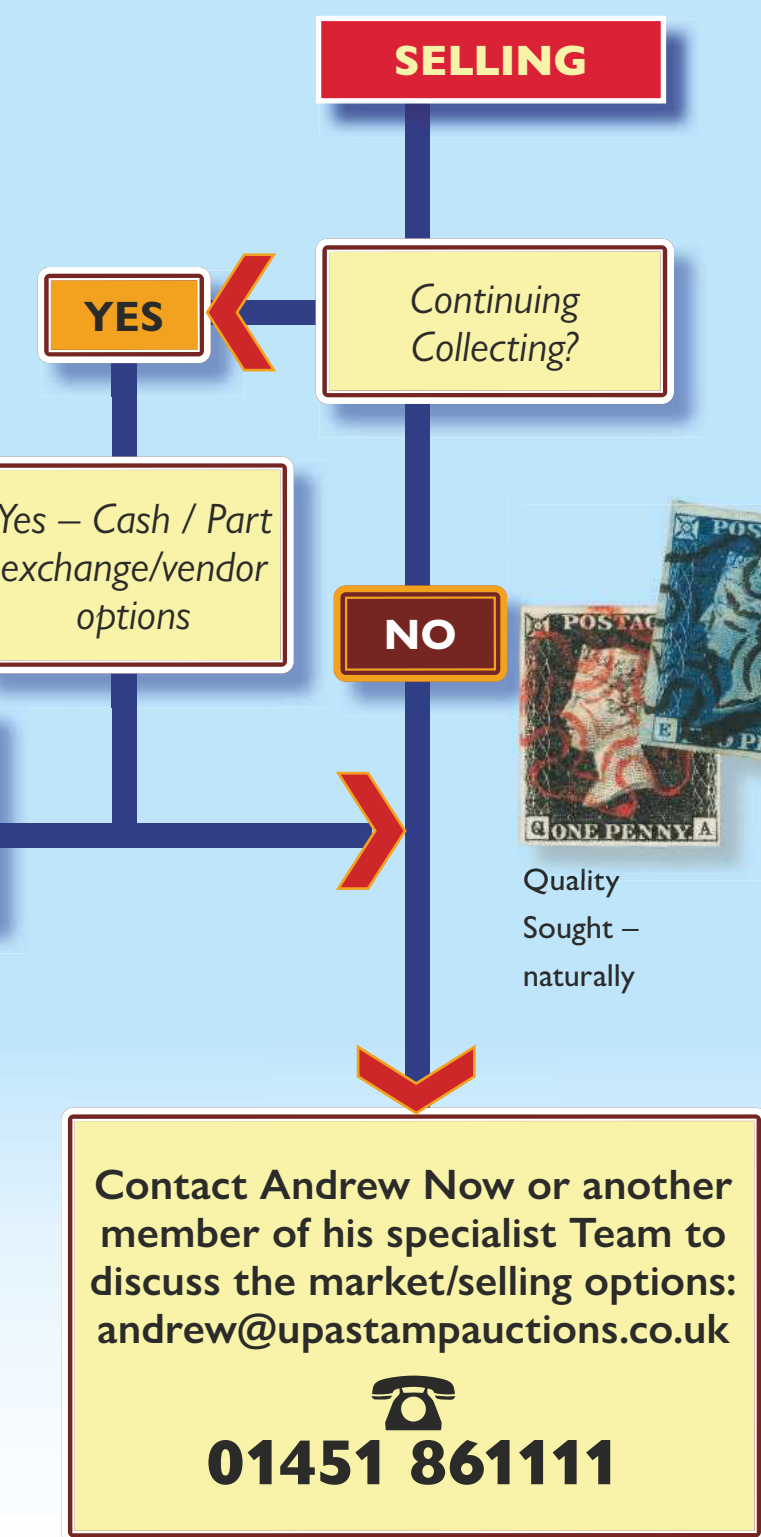 SELLING
Continuing
Collecting?
YES
Yes – Cash / Part
exchange/vendor
options
NO
POSTAG
ONE PENNY
Q
A
POS
E
Quality
Sought –
naturally
Contact Andrew Now or another
member of his specialist Team to
discuss the market/selling options:
andrew@upastampauctions.co.uk
01451 861111